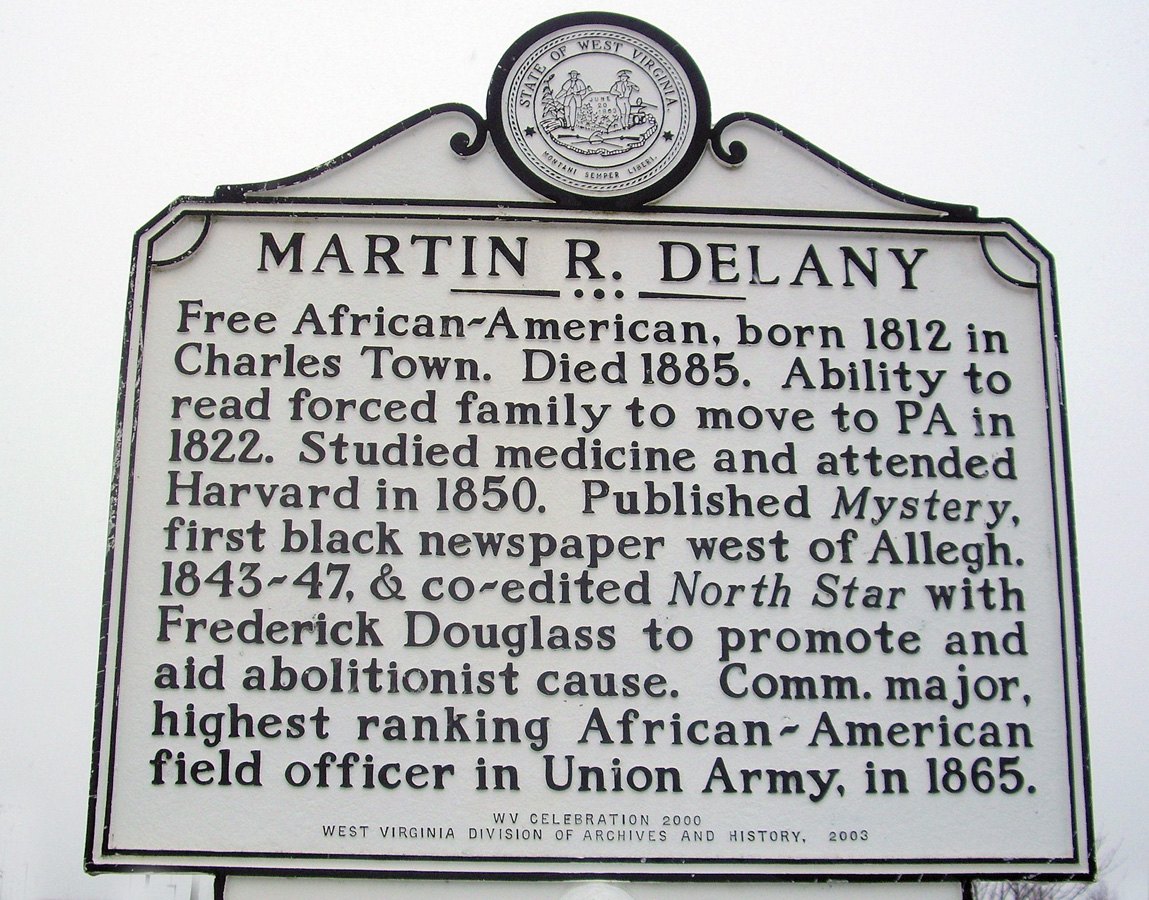 STATE OF WEST VIRGINIA
JUNE
20
1863
MONTANI SEMPER LIBERI.
MARTIN R. DELANY
Free African-American, born 1812 in
Charles Town. Died 1885. Ability to
read forced family to move to PA in
1822. Studied medicine and attended
Harvard in 1850. Published Mystery,
first black newspaper west of Allegh.
1843-47, & co-edited North Star with
Frederick Douglass to promote and
aid abolitionist cause. Comm. major,
highest ranking African-American
field officer in Union Army, in 1865.
WV CELEBRATION 2000
WEST VIRGINIA DIVISION OF ARCHIVES AND HISTORY, 2003